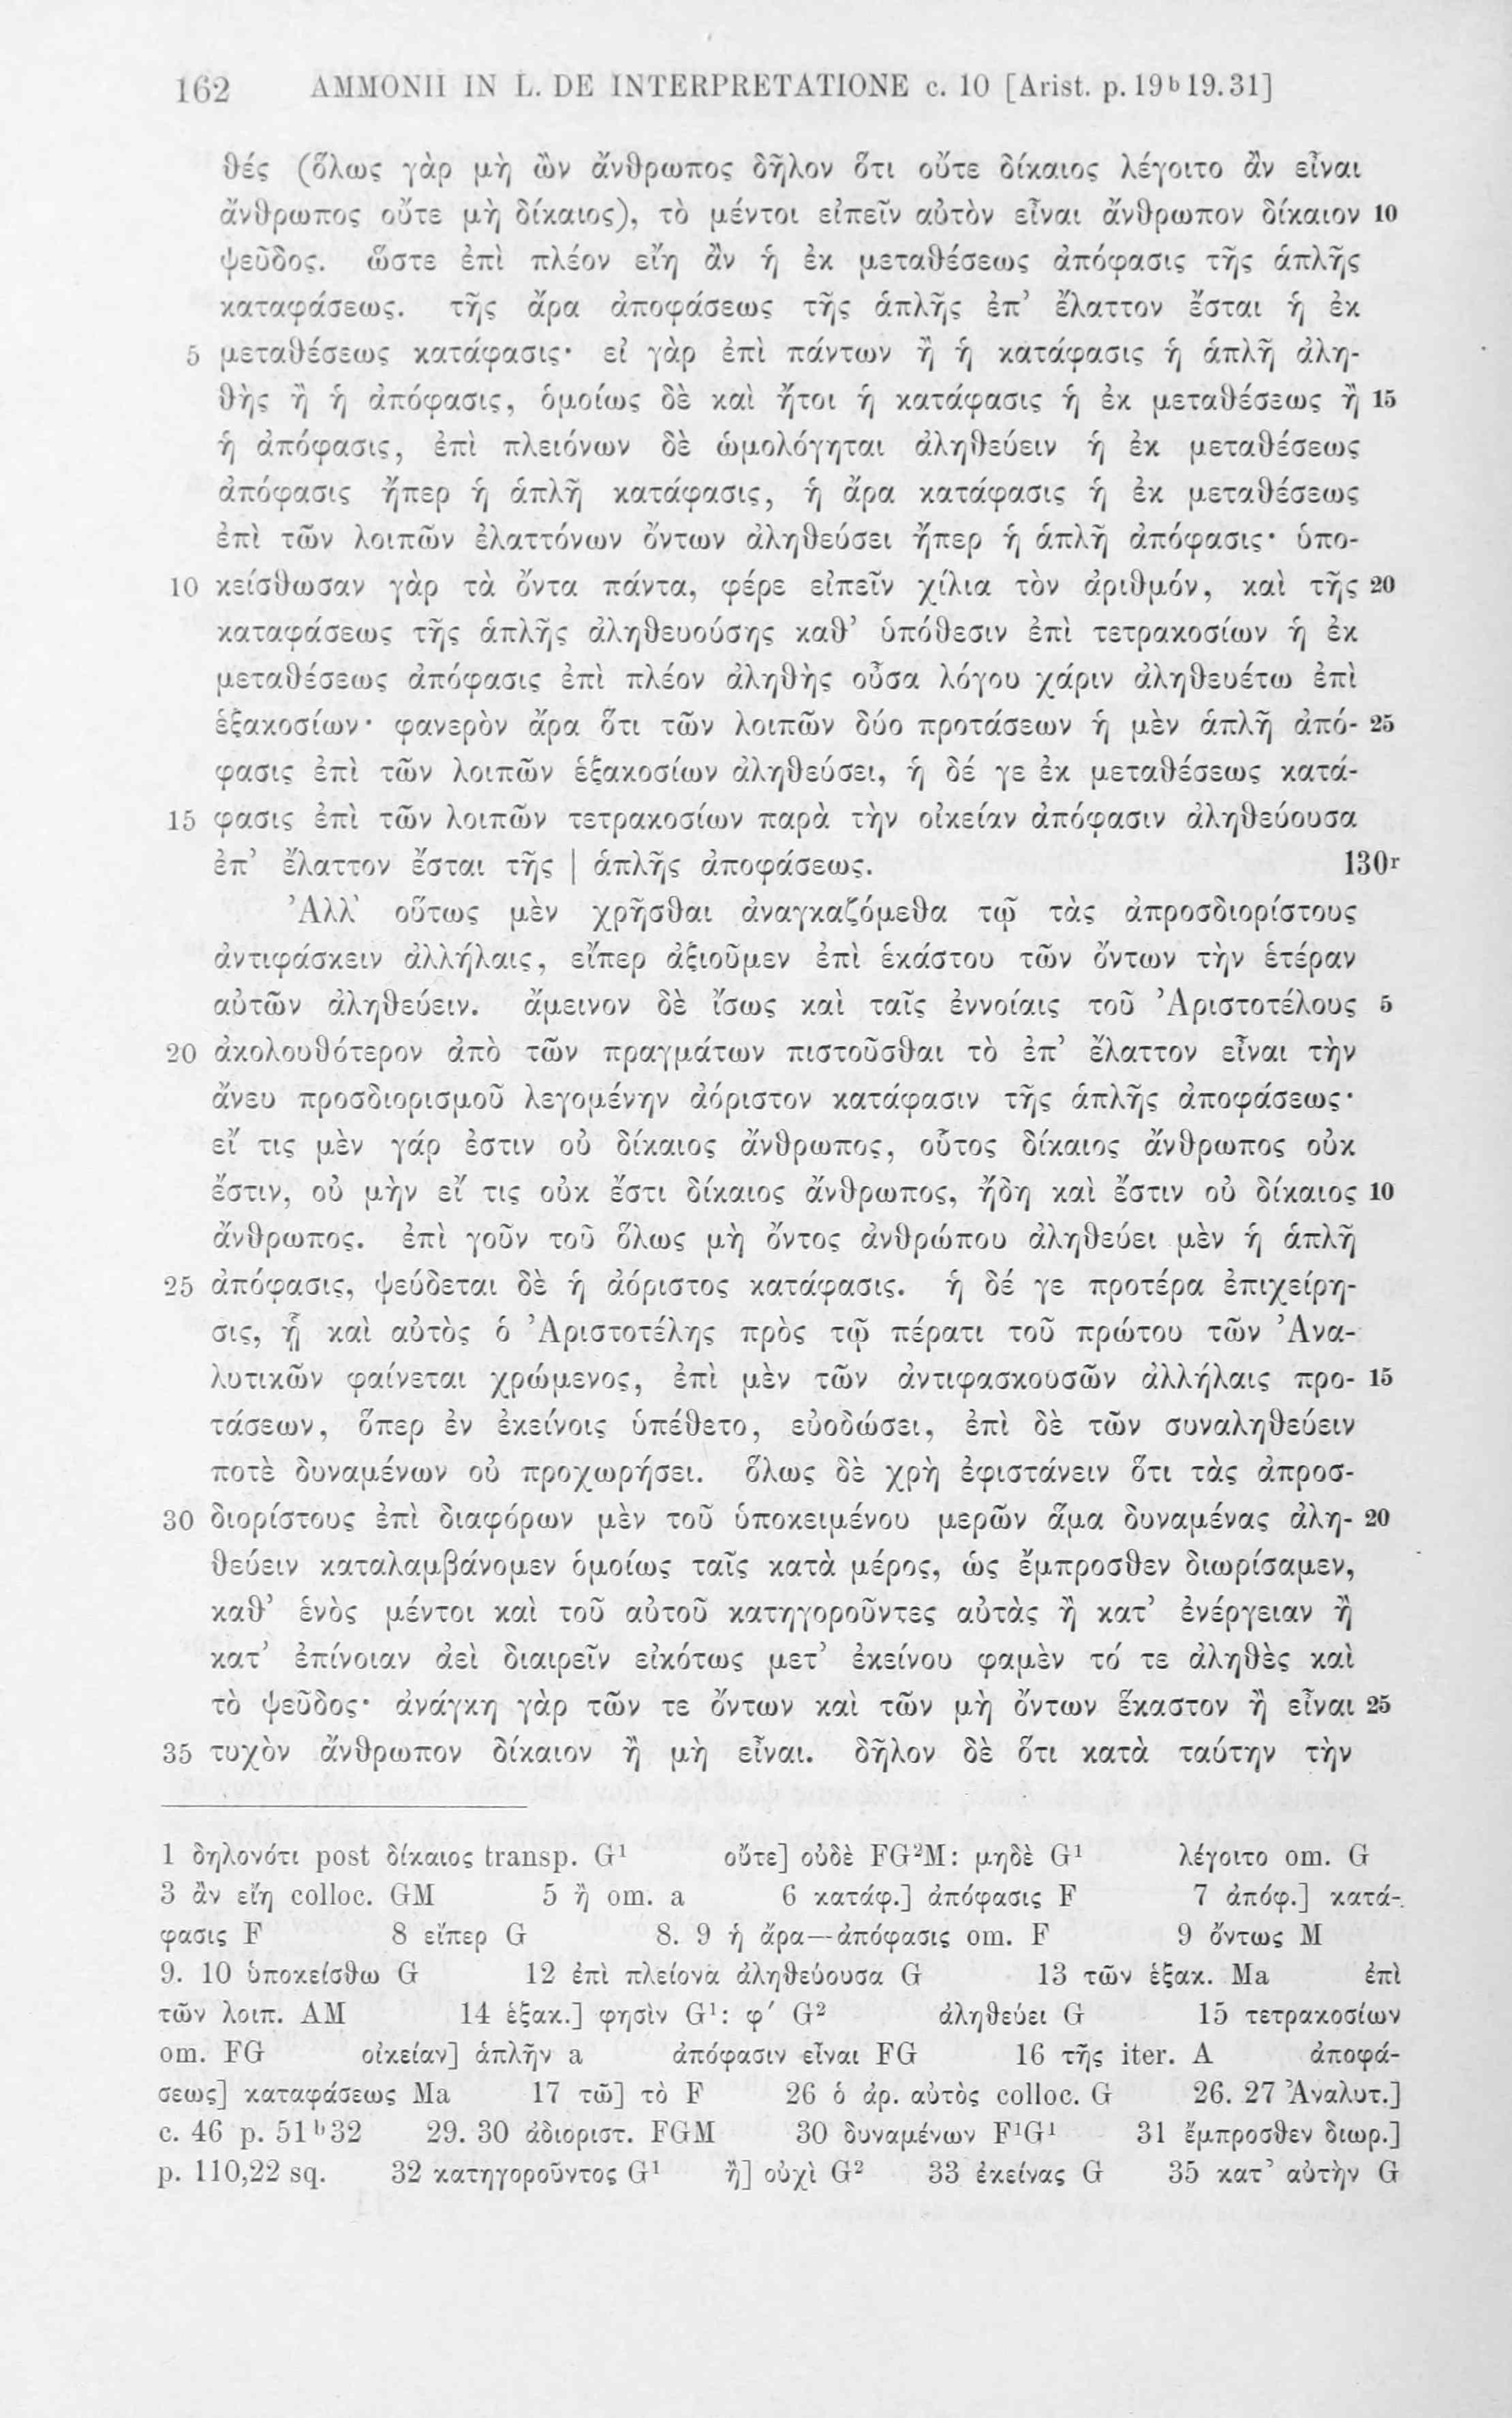 162 AMMONII IN L. DE INTERPRETATIONE c. 10 [Arist. p. 19ᵇ19.31]
θές (ὅλως γὰρ μὴ ὢν ἄνθρωπος δῆλον ὅτι οὔτε δίκαιος λέγοιτο ἂν εἶναι
ἄνθρωπος οὔτε μὴ δίκαιος), τὸ μέντοι εἰπεῖν αὐτὸν εἶναι ἄνθρωπον δίκαιον 10
ψεῦδος. ὥστε ἐπὶ πλέον εἴη ἂν ἡ ἐκ μεταθέσεως ἀπόφασις τῆς ἁπλῆς
καταφάσεως. τῆς ἄρα ἀποφάσεως τῆς ἁπλῆς ἐπ’ ἔλαττον ἔσται ἡ ἐκ
5 μεταθέσεως κατάφασις· εἰ γὰρ ἐπὶ πάντων ἢ ἡ κατάφασις ἡ ἁπλῆ ἀλη-
θὴς ἢ ἡ ἀπόφασις, ὁμοίως δὲ καὶ ἤτοι ἡ κατάφασις ἡ ἐκ μεταθέσεως ἢ 15
ἡ ἀπόφασις, ἐπὶ πλειόνων δὲ ὡμολόγηται ἀληθεύειν ἡ ἐκ μεταθέσεως
ἀπόφασις ἤπερ ἡ ἁπλῆ κατάφασις, ἡ ἄρα κατάφασις ἡ ἐκ μεταθέσεως
ἐπὶ τῶν λοιπῶν ἐλαττόνων ὄντων ἀληθεύσει ἤπερ ἡ ἁπλῆ ἀπόφασις· ὑπο-
10 κείσθωσαν γὰρ τὰ ὄντα πάντα, φέρε εἰπεῖν χίλια τὸν ἀριθμόν, καὶ τῆς 20
καταφάσεως τῆς ἁπλῆς ἀληθευούσης καθ’ ὑπόθεσιν ἐπὶ τετρακοσίων ἡ ἐκ
μεταθέσεως ἀπόφασις ἐπὶ πλέον ἀληθὴς οὖσα λόγου χάριν ἀληθευέτω ἐπὶ
ἑξακοσίων· φανερὸν ἄρα ὅτι τῶν λοιπῶν δύο προτάσεων ἡ μὲν ἁπλῆ ἀπό- 25
φασις ἐπὶ τῶν λοιπῶν ἑξακοσίων ἀληθεύσει, ἡ δέ γε ἐκ μεταθέσεως κατά-
15 φασις ἐπὶ τῶν λοιπῶν τετρακοσίων παρὰ τὴν οἰκείαν ἀπόφασιν ἀληθεύουσα
ἐπ’ ἔλαττον ἔσται τῆς | ἁπλῆς ἀποφάσεως. 130ʳ
Ἀλλ’ οὕτως μὲν χρῆσθαι ἀναγκαζόμεθα τῷ τὰς ἀπροσδιορίστους
ἀντιφάσκειν ἀλλήλαις, εἴπερ ἀξιοῦμεν ἐπὶ ἑκάστου τῶν ὄντων τὴν ἑτέραν
αὐτῶν ἀληθεύειν. ἄμεινον δὲ ἴσως καὶ ταῖς ἐννοίαις τοῦ Ἀριστοτέλους 5
20 ἀκολουθότερον ἀπὸ τῶν πραγμάτων πιστοῦσθαι τὸ ἐπ’ ἔλαττον εἶναι τὴν
ἄνευ προσδιορισμοῦ λεγομένην ἀόριστον κατάφασιν τῆς ἁπλῆς ἀποφάσεως·
εἴ τις μὲν γάρ ἐστιν οὐ δίκαιος ἄνθρωπος, οὗτος δίκαιος ἄνθρωπος οὐκ
ἔστιν, οὐ μὴν εἴ τις οὐκ ἔστι δίκαιος ἄνθρωπος, ἤδη καὶ ἔστιν οὐ δίκαιος 10
ἄνθρωπος. ἐπὶ γοῦν τοῦ ὅλως μὴ ὄντος ἀνθρώπου ἀληθεύει μὲν ἡ ἁπλῆ
25 ἀπόφασις, ψεύδεται δὲ ἡ ἀόριστος κατάφασις. ἡ δέ γε προτέρα ἐπιχείρη-
σις, ᾗ καὶ αὐτὸς ὁ Ἀριστοτέλης πρὸς τῷ πέρατι τοῦ πρώτου τῶν Ἀνα-
λυτικῶν φαίνεται χρώμενος, ἐπὶ μὲν τῶν ἀντιφασκουσῶν ἀλλήλαις προ- 15
τάσεων, ὅπερ ἐν ἐκείνοις ὑπέθετο, εὐοδώσει, ἐπὶ δὲ τῶν συναληθεύειν
ποτὲ δυναμένων οὐ προχωρήσει. ὅλως δὲ χρὴ ἐφιστάνειν ὅτι τὰς ἀπροσ-
30 διορίστους ἐπὶ διαφόρων μὲν τοῦ ὑποκειμένου μερῶν ἅμα δυναμένας ἀλη- 20
θεύειν καταλαμβάνομεν ὁμοίως ταῖς κατὰ μέρος, ὡς ἔμπροσθεν διωρίσαμεν,
καθ’ ἑνὸς μέντοι καὶ τοῦ αὐτοῦ κατηγοροῦντες αὐτὰς ἢ κατ’ ἐνέργειαν ἢ
κατ’ ἐπίνοιαν ἀεὶ διαιρεῖν εἰκότως μετ’ ἐκείνου φαμὲν τό τε ἀληθὲς καὶ
τὸ ψεῦδος· ἀνάγκη γὰρ τῶν τε ὄντων καὶ τῶν μὴ ὄντων ἕκαστον ἢ εἶναι 25
35 τυχὸν ἄνθρωπον δίκαιον ἢ μὴ εἶναι. δῆλον δὲ ὅτι κατὰ ταύτην τὴν
1 δηλονότι post δίκαιος transp. G¹ οὔτε] οὐδὲ FG²M: μηδὲ G¹ λέγοιτο om. G
3 ἂν εἴη colloc. GM 5 ἢ om. a 6 κατάφ.] ἀπόφασις F 7 ἀπόφ.] κατά-
φασις F 8 εἴπερ G 8. 9 ἡ ἄρα—ἀπόφασις om. F 9 ὄντως M
9. 10 ὑποκείσθω G 12 ἐπὶ πλείονα ἀληθεύουσα G 13 τῶν ἑξακ. Ma ἐπὶ
τῶν λοιπ. AM 14 ἑξακ.] φησὶν G¹: φ′ G² ἀληθεύει G 15 τετρακοσίων
om. FG οἰκείαν] ἁπλῆν a ἀπόφασιν εἶναι FG 16 τῆς iter. A ἀποφά-
σεως] καταφάσεως Ma 17 τῷ] τὸ F 26 ὁ ἀρ. αὐτὸς colloc. G 26. 27 Ἀναλυτ.]
c. 46 p. 51ᵇ32 29. 30 ἀδιοριστ. FGM 30 δυναμένων F¹G¹ 31 ἔμπροσθεν διωρ.]
p. 110,22 sq. 32 κατηγοροῦντος G¹ ἢ] οὐχὶ G² 33 ἐκείνας G 35 κατ’ αὐτὴν G